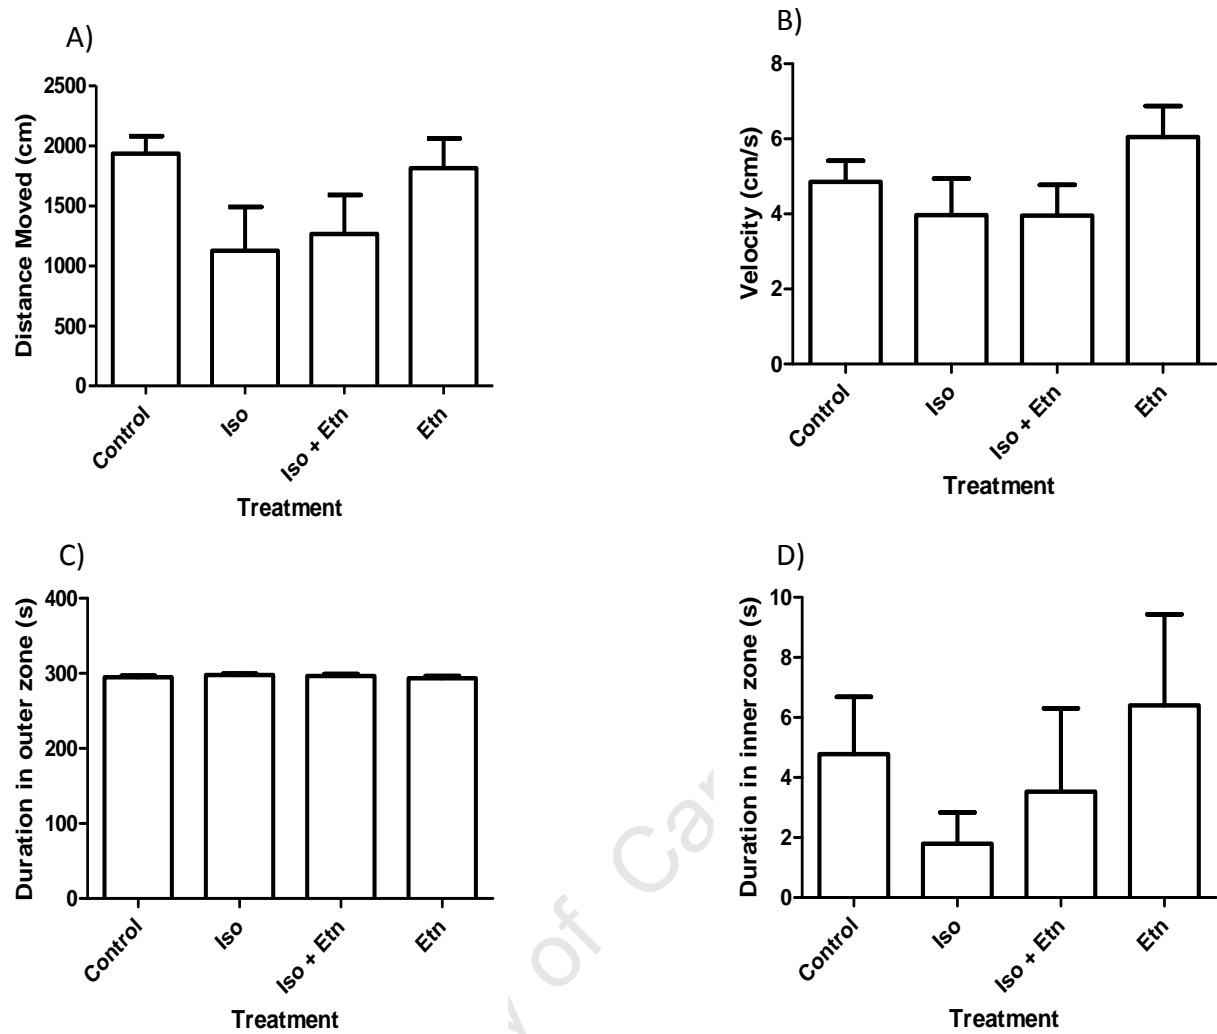 A)
2500
2000
1500
1000
500
0
Distance Moved (cm)
Control
Iso
Iso + Etn
Etn
Treatment
B)
8
6
4
2
0
Velocity (cm/s)
Control
Iso
Iso + Etn
Etn
Treatment
C)
400
300
200
100
0
Duration in outer zone (s)
Control
Iso
Iso + Etn
Etn
Treatment
D)
10
8
6
4
2
0
Duration in inner zone (s)
Control
Iso
Iso + Etn
Etn
Treatment
of